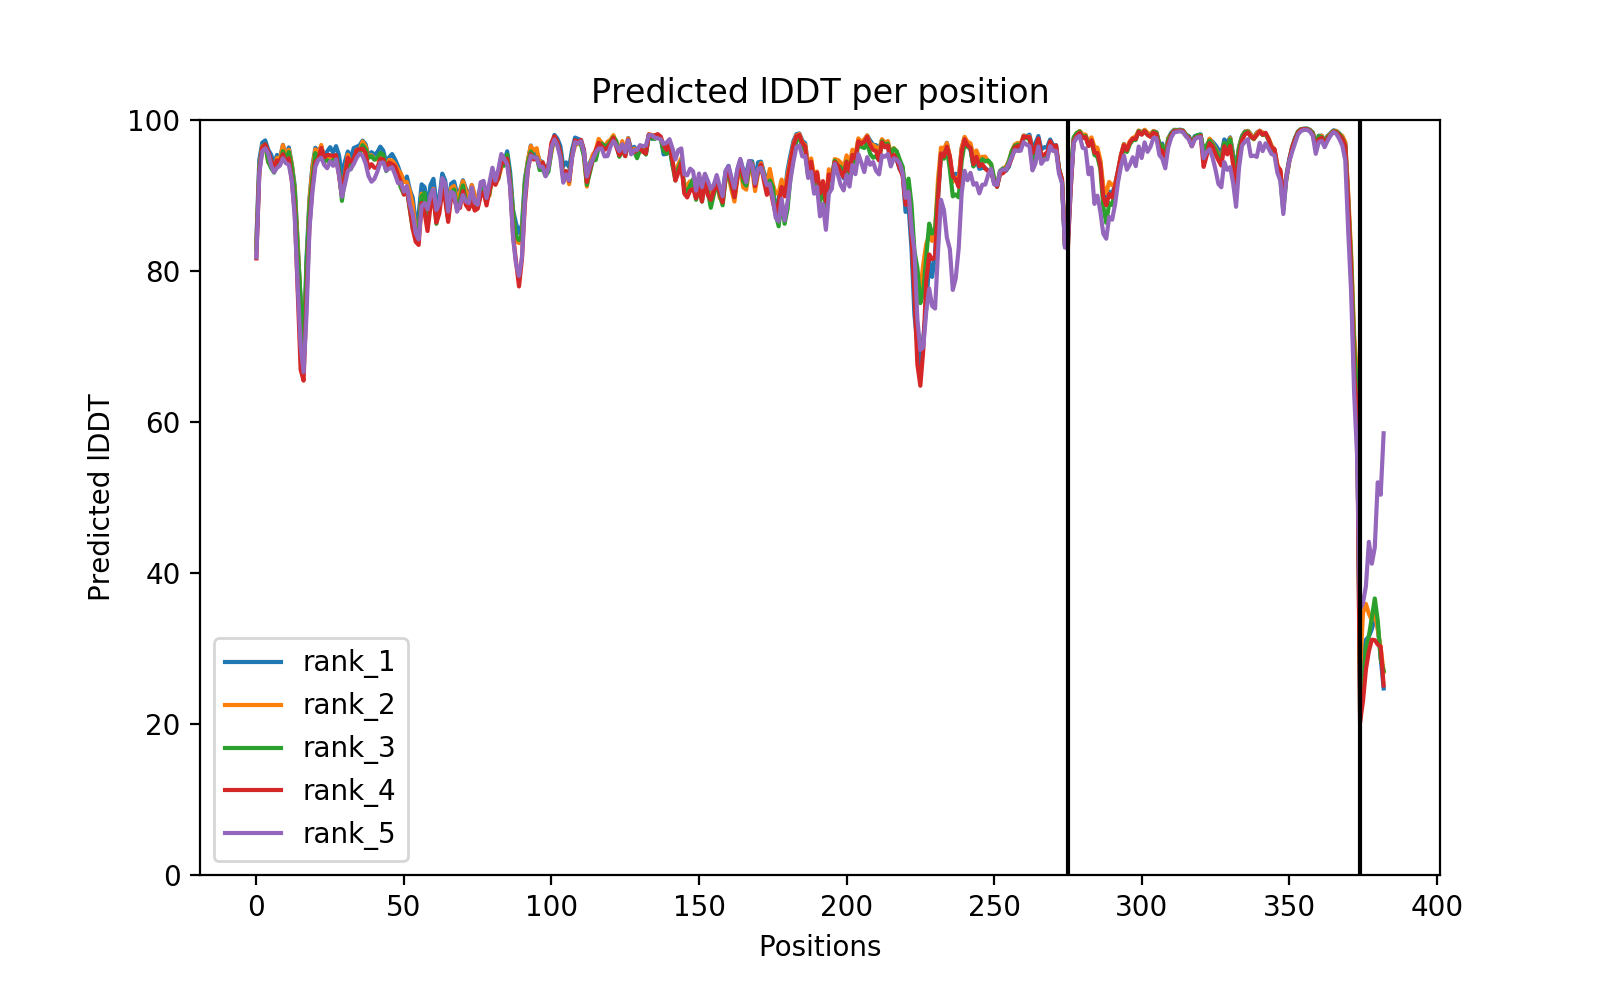 Predicted lDDT per position
100
80
60
40
20
0
Predicted lDDT
rank_1
rank_2
rank_3
rank_4
rank_5
0 50 100 150 200 250 300 350 400
Positions